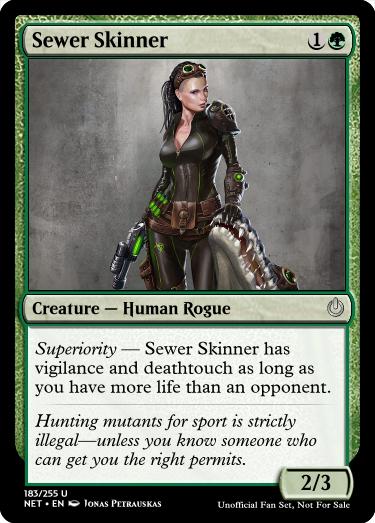 Sewer Skinner 1
Creature — Human Rogue
Superiority — Sewer Skinner has
vigilance and deathtouch as long as
you have more life than an opponent.
Hunting mutants for sport is strictly
illegal—unless you know someone who
can get you the right permits.
2/3
183/255 U
NET • EN Jonas Petrauskas
Unofficial Fan Set, Not For Sale